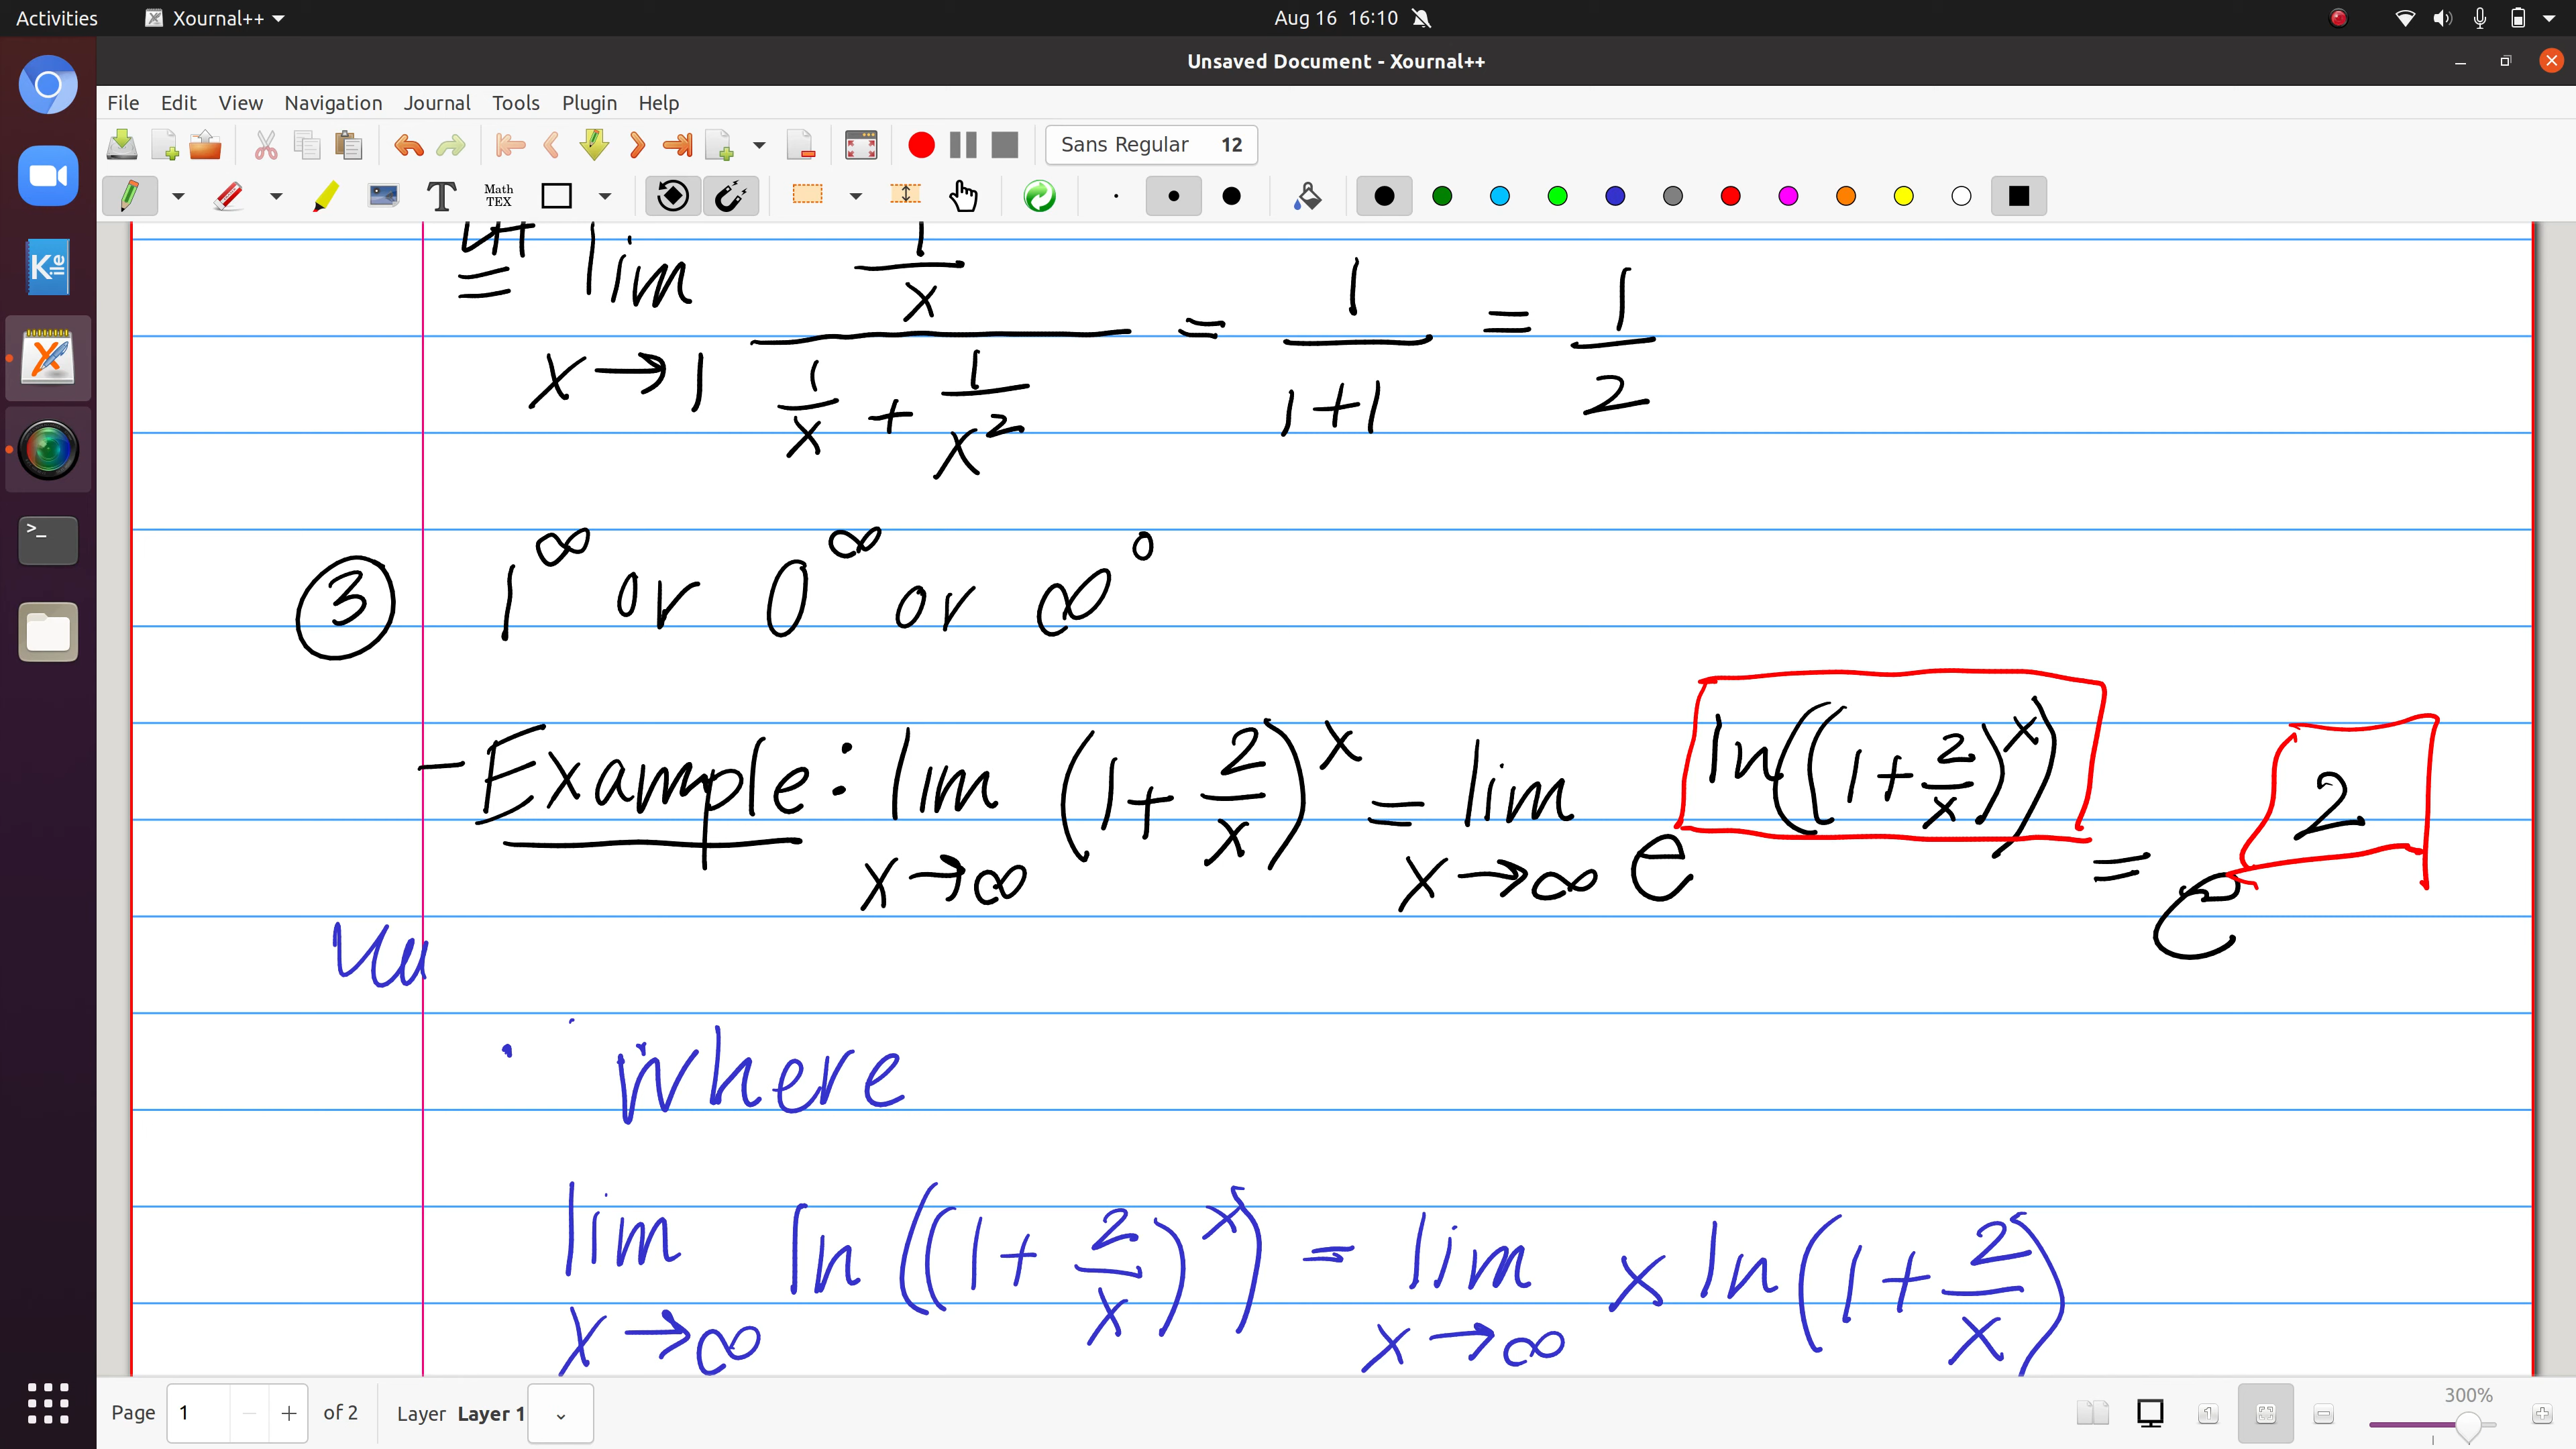 Activities Xournal++ Aug 16 16:10
Unsaved Document - Xournal++
File Edit View Navigation Journal Tools Plugin Help
Sans Regular 12
Math TEX
LH
= lim x→1 (1/x)/(1/x + 1/x²) = 1/(1+1) = 1/2
③ 1^∞ or 0^∞ or ∞^0
- Example: lim x→∞ (1+2/x)^x = lim x→∞ e^ln((1+2/x)^x) = e^2
where
lim x→∞ ln((1+2/x)^x) = lim x→∞ x ln(1+2/x)
Page 1 of 2 Layer Layer 1 300%